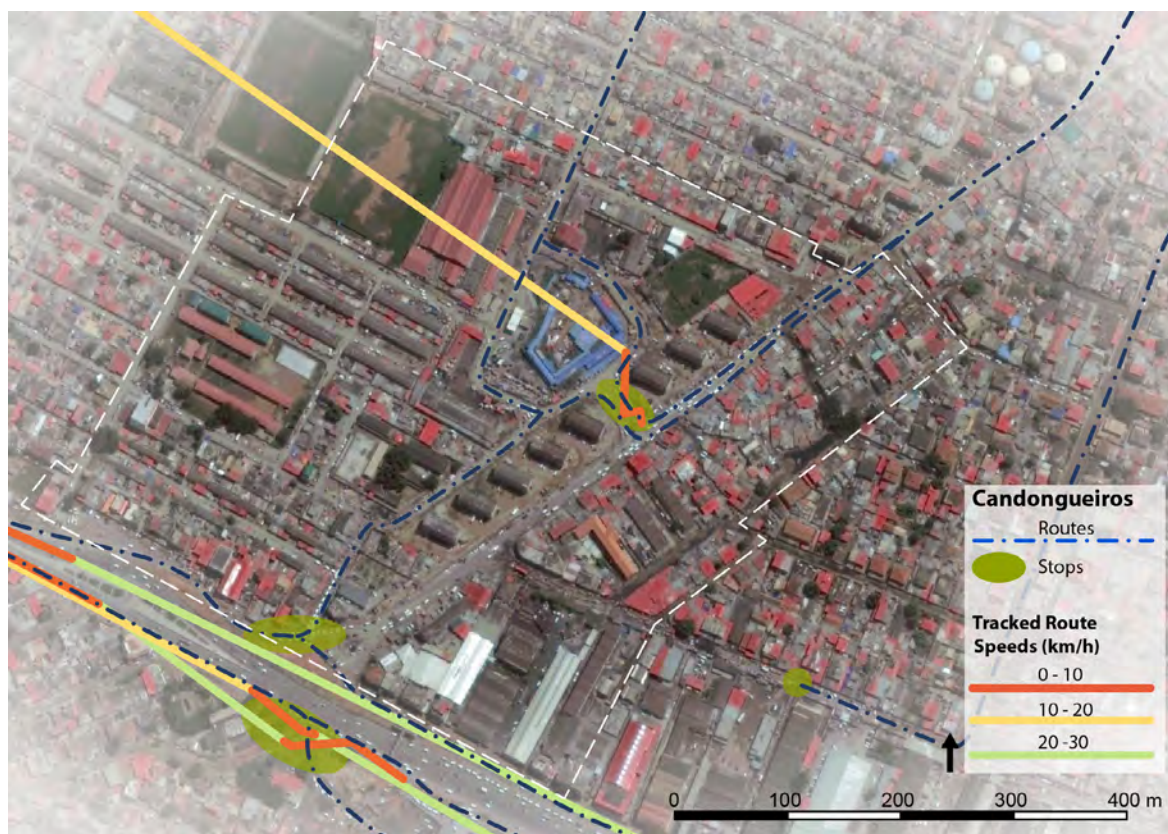 Candongueiros
Routes
Stops
Tracked Route
Speeds (km/h)
0 - 10
10 - 20
20 -30
0 100 200 300 400 m